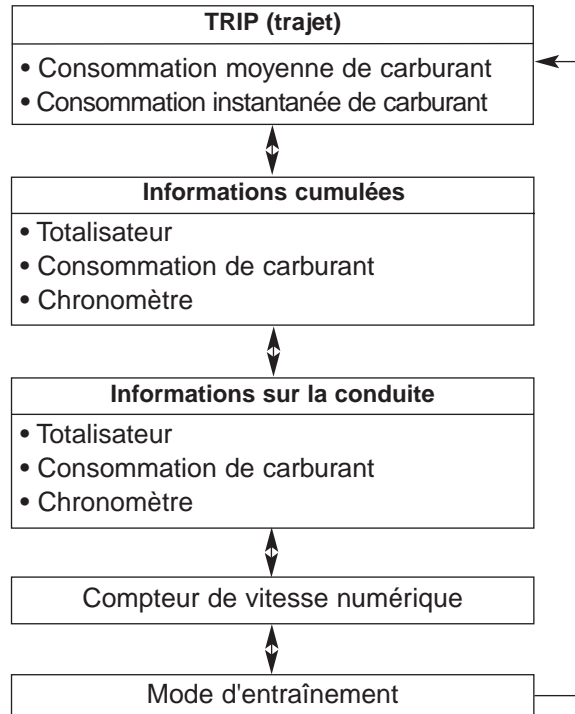 TRIP (trajet)
• Consommation moyenne de carburant
• Consommation instantanée de carburant
Informations cumulées
• Totalisateur
• Consommation de carburant
• Chronomètre
Informations sur la conduite
• Totalisateur
• Consommation de carburant
• Chronomètre
Compteur de vitesse numérique
Mode d'entraînement